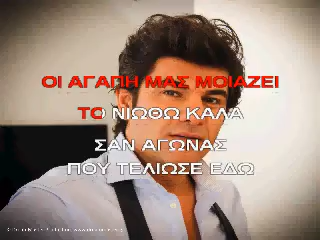 ΟΙ ΑΓΑΠΗ ΜΑΣ ΜΟΙΑΖΕΙ
ΤΟ ΝΙΩΘΩ ΚΑΛΑ
ΣΑΝ ΑΓΩΝΑΣ
ΠΟΥ ΤΕΛΙΩΣΕ ΕΔΩ